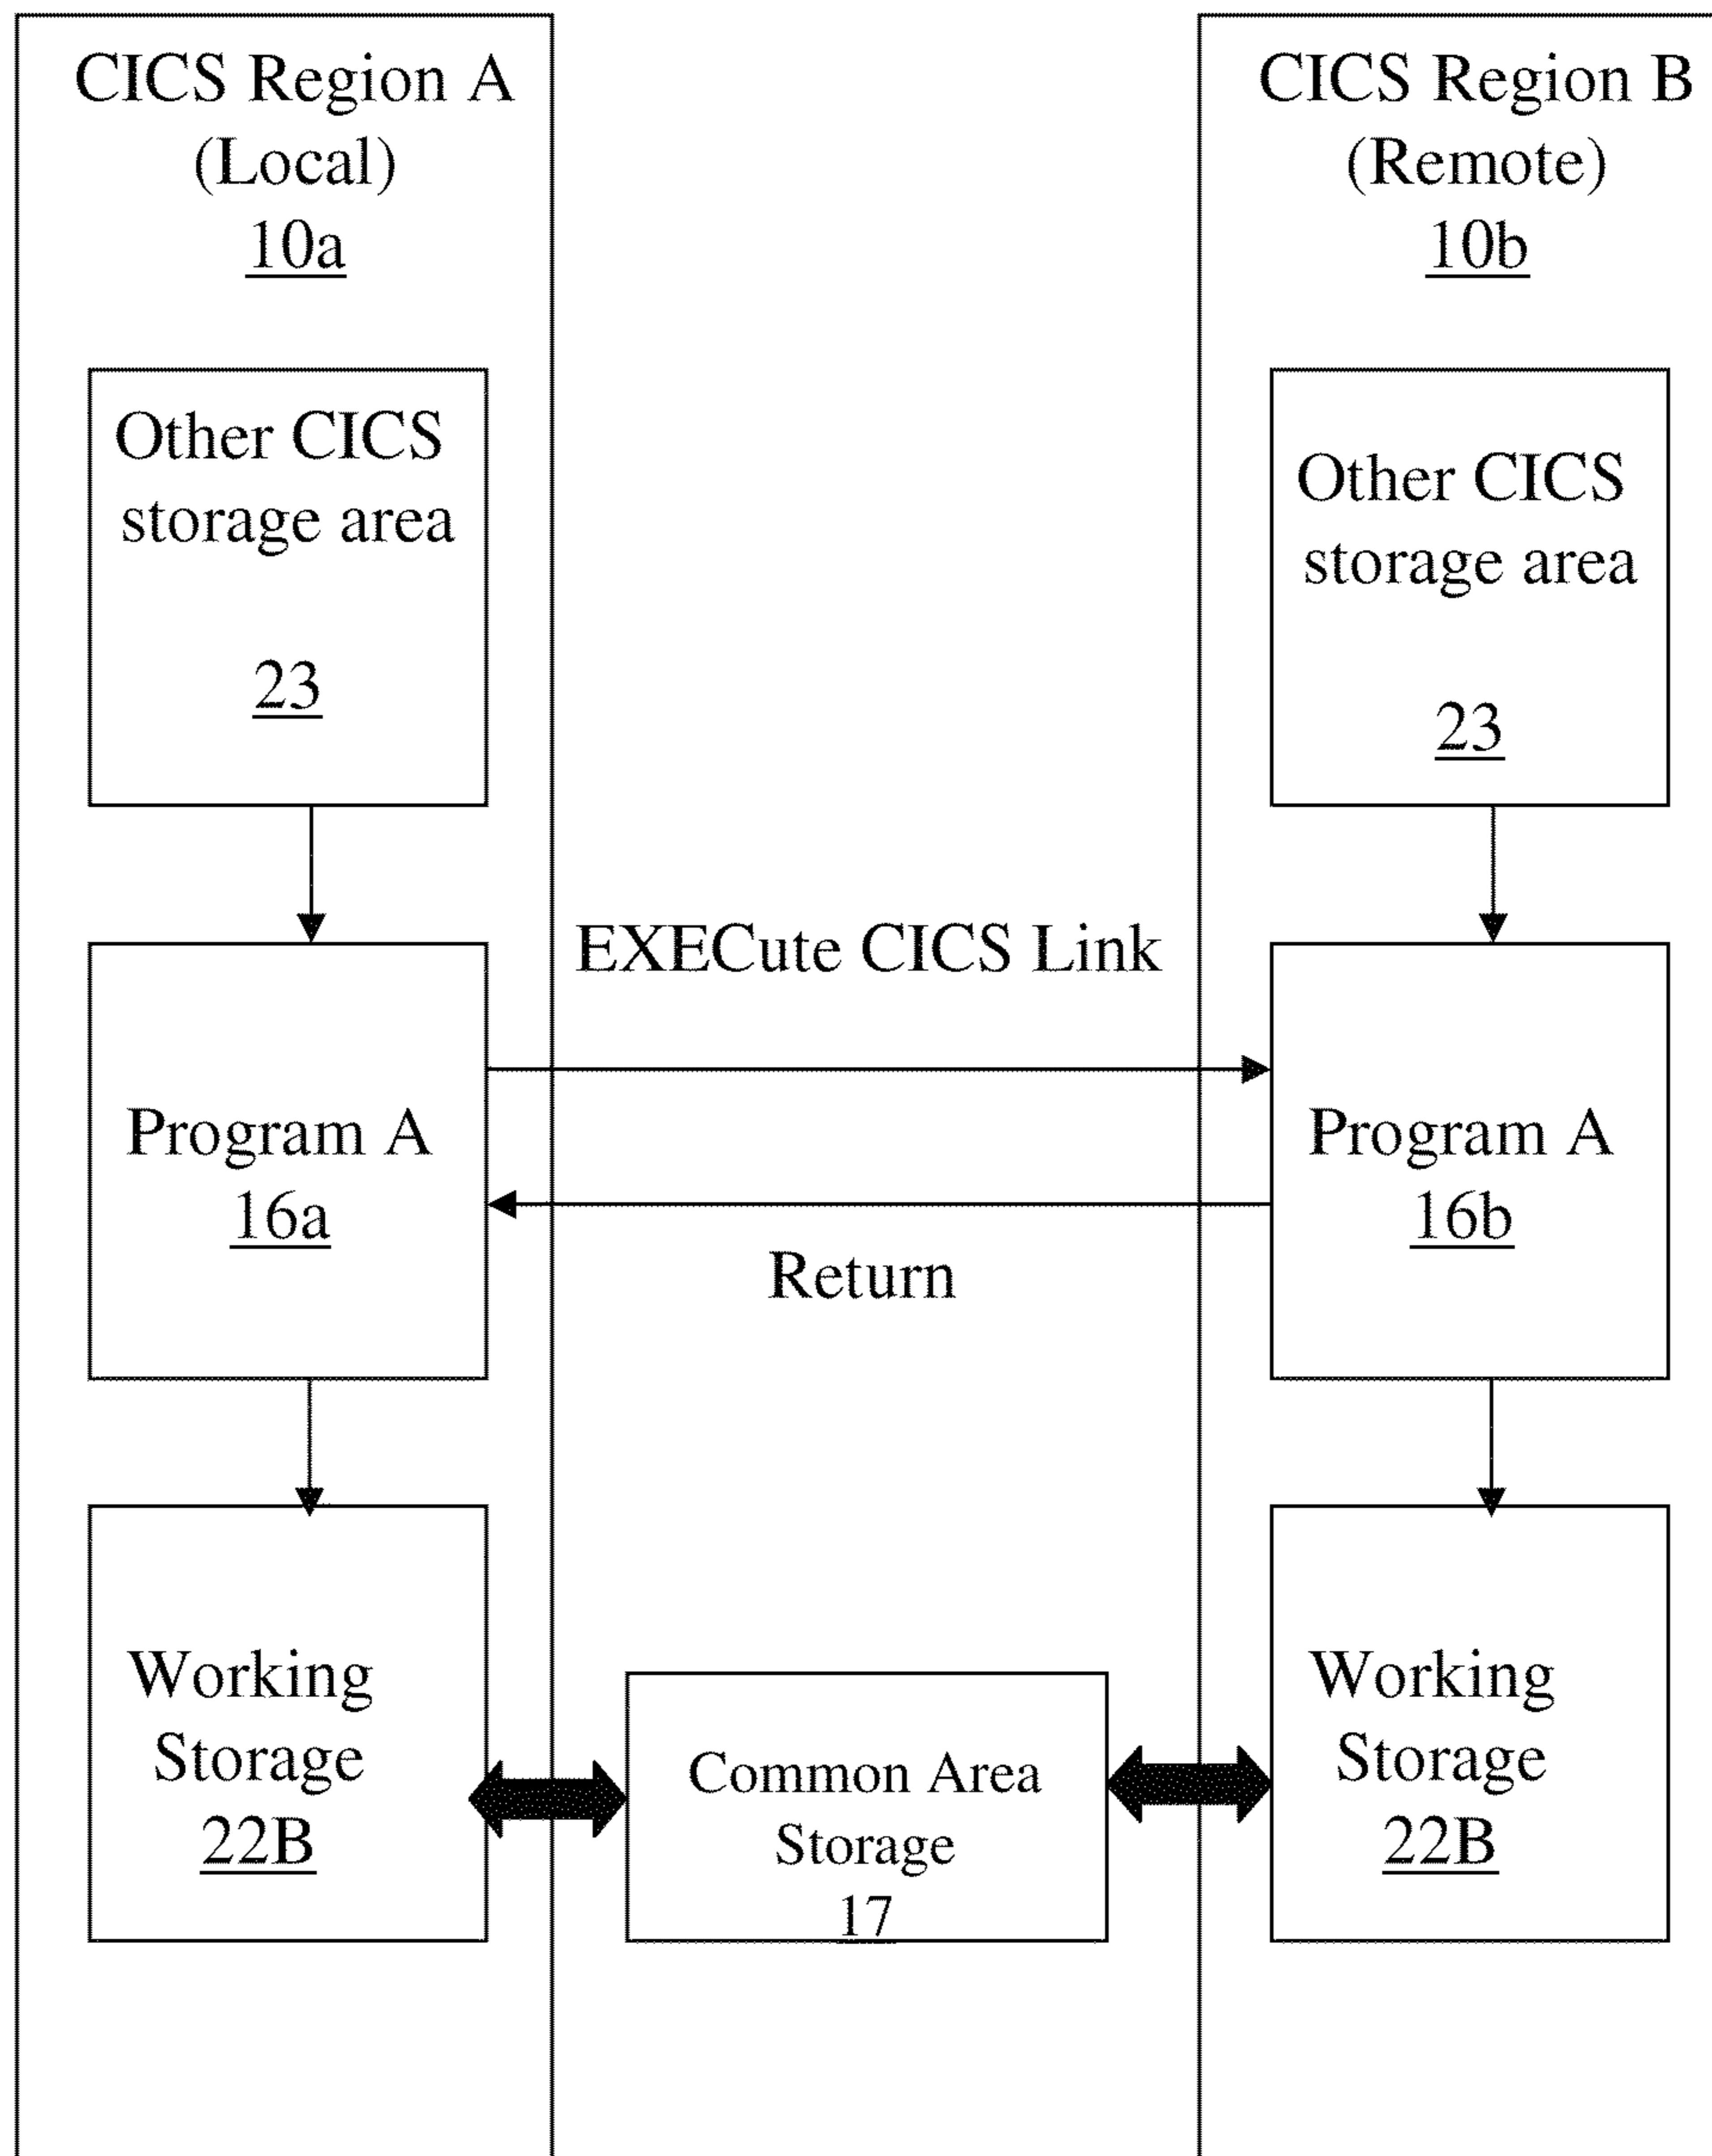 CICS Region A
(Local)
10a
Other CICS
storage area
23
Program A
16a
Working
Storage
22B
EXECute CICS Link
Return
Common Area
Storage
17
CICS Region B
(Remote)
10b
Other CICS
storage area
23
Program A
16b
Working
Storage
22B